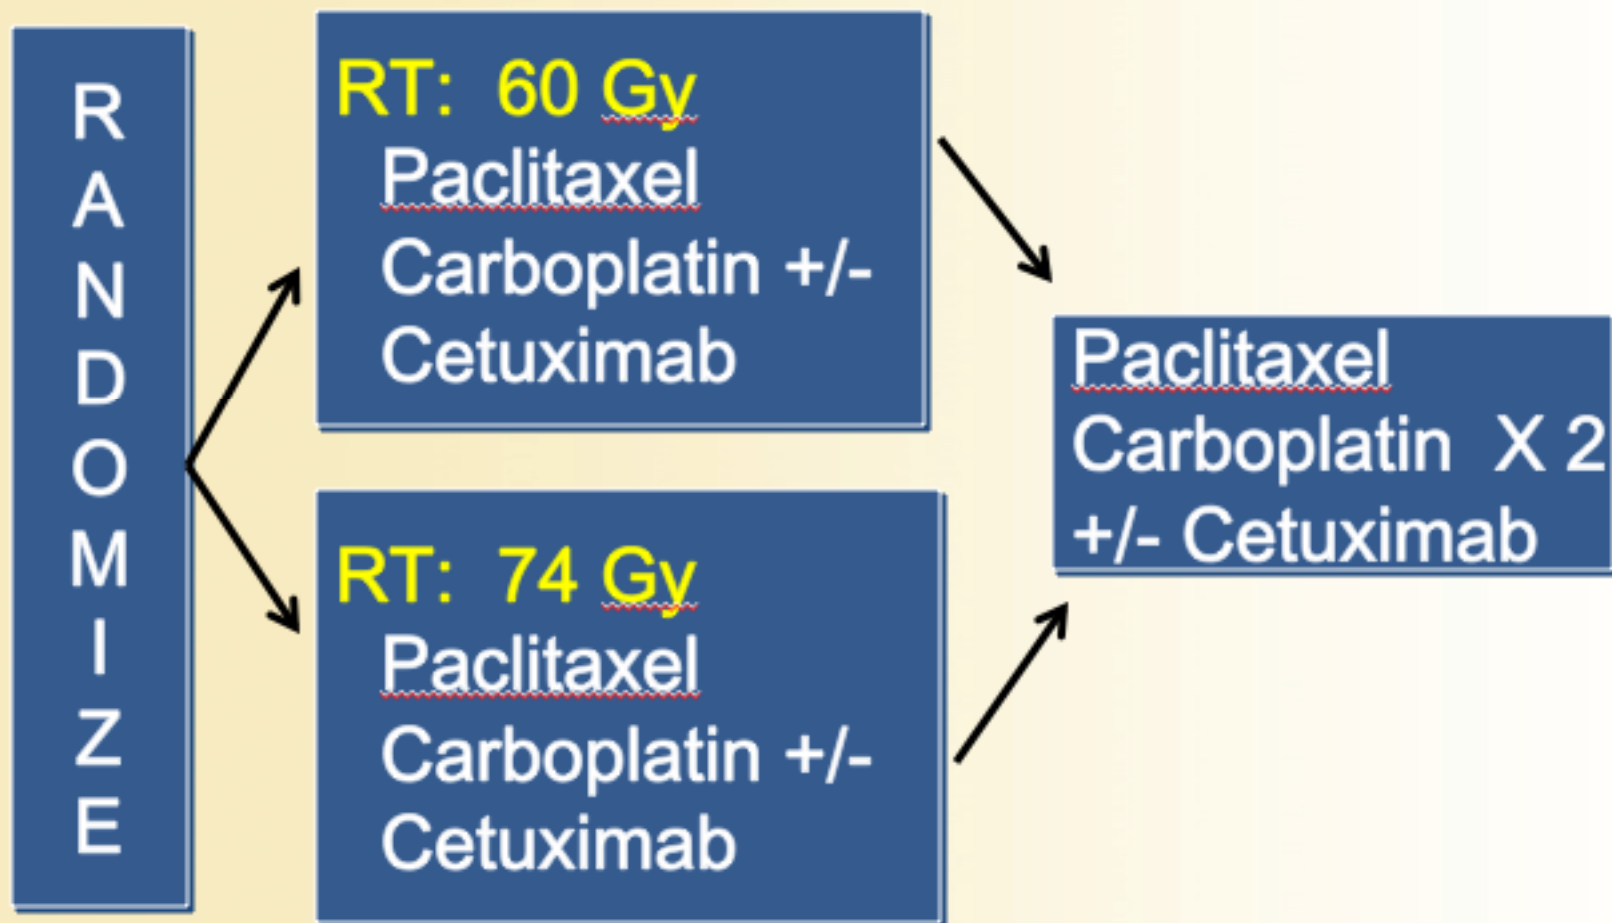 R
A
N
D
O
M
I
Z
E
RT: 60 Gy
Paclitaxel
Carboplatin +/-
Cetuximab
RT: 74 Gy
Paclitaxel
Carboplatin +/-
Cetuximab
Paclitaxel
Carboplatin X 2
+/- Cetuximab